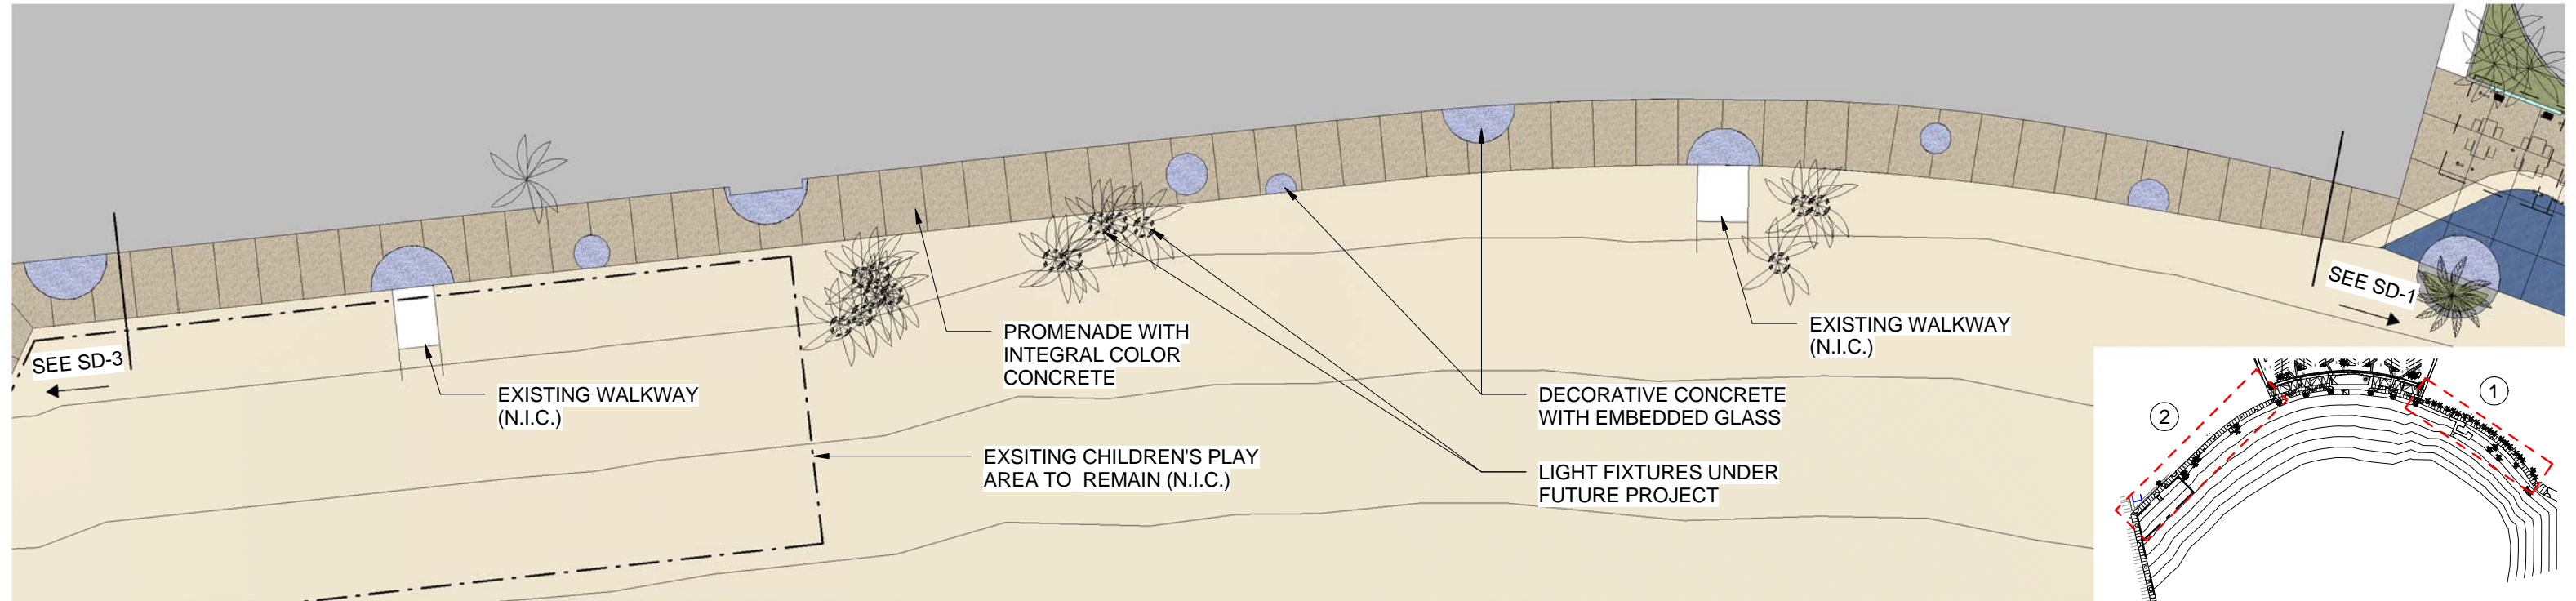 SEE SD-3
EXISTING WALKWAY
(N.I.C.)
PROMENADE WITH
INTEGRAL COLOR
CONCRETE
EXSITING CHILDREN'S PLAY
AREA TO REMAIN (N.I.C.)
DECORATIVE CONCRETE
WITH EMBEDDED GLASS
LIGHT FIXTURES UNDER
FUTURE PROJECT
EXISTING WALKWAY
(N.I.C.)
SEE SD-1
1
2